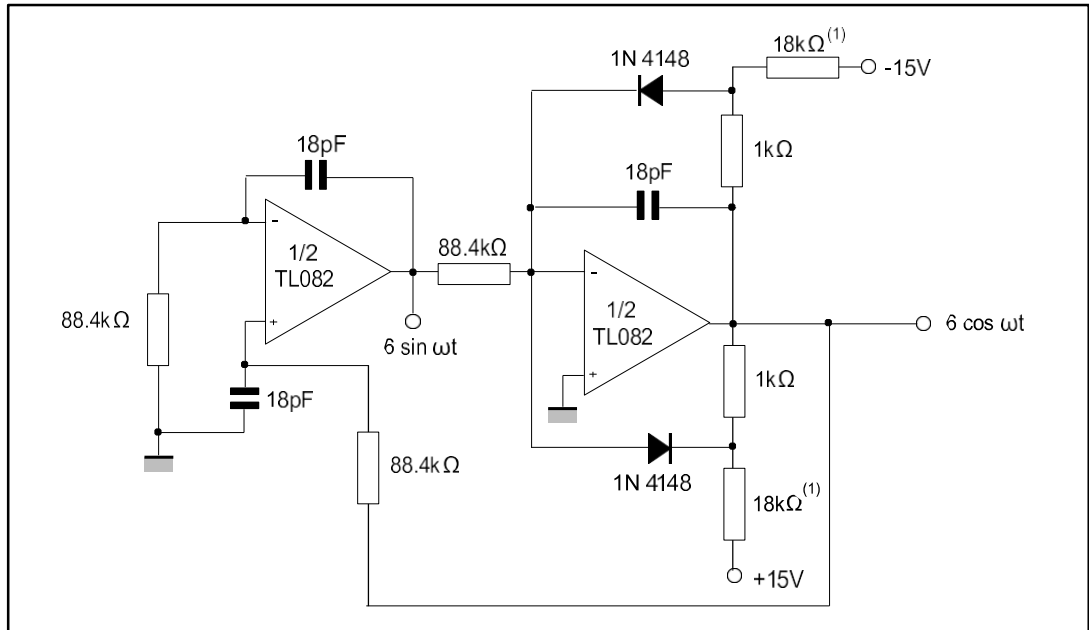 18kΩ(1)
1N 4148
-15V
1kΩ
18pF
18pF
-
1/2
TL082
+
88.4kΩ
88.4kΩ
-
1/2
TL082
+
6 sin ωt
6 cos ωt
18pF
1kΩ
88.4kΩ
1N 4148
18kΩ(1)
+15V